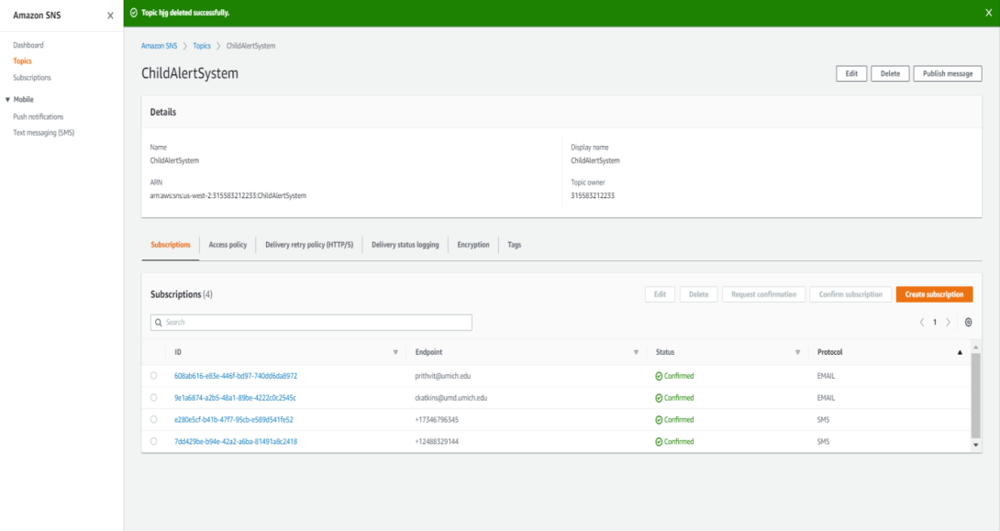 Amazon SNS X
Topic hjg deleted successfully. X
Dashboard
Topics
Subscriptions
Mobile
Push notifications
Text messaging (SMS)
Amazon SNS > Topics > ChildAlertSystem
ChildAlertSystem
Edit Delete Publish message
Details
Name Display name
ChildAlertSystem ChildAlertSystem
ARN Topic owner
arn:aws:sns:us-west-2:315583212233:ChildAlertSystem 315583212233
Subscriptions Access policy Delivery retry policy (HTTP/S) Delivery status logging Encryption Tags
Subscriptions (4) Edit Delete Request confirmation Confirm subscription Create subscription
Search < 1 >
ID Endpoint Status Protocol
608ab616-e83e-446f-bd97-740dd6da8972 prithvit@umich.edu Confirmed EMAIL
9e1a6874-a2b5-48a1-89be-4222c0c2545c ckatkins@umd.umich.edu Confirmed EMAIL
e280e5cf-b41b-47f7-95cb-e589d541fe52 +17346796345 Confirmed SMS
7dd429be-b94e-42a2-a6ba-81491a8c2418 +12488329144 Confirmed SMS